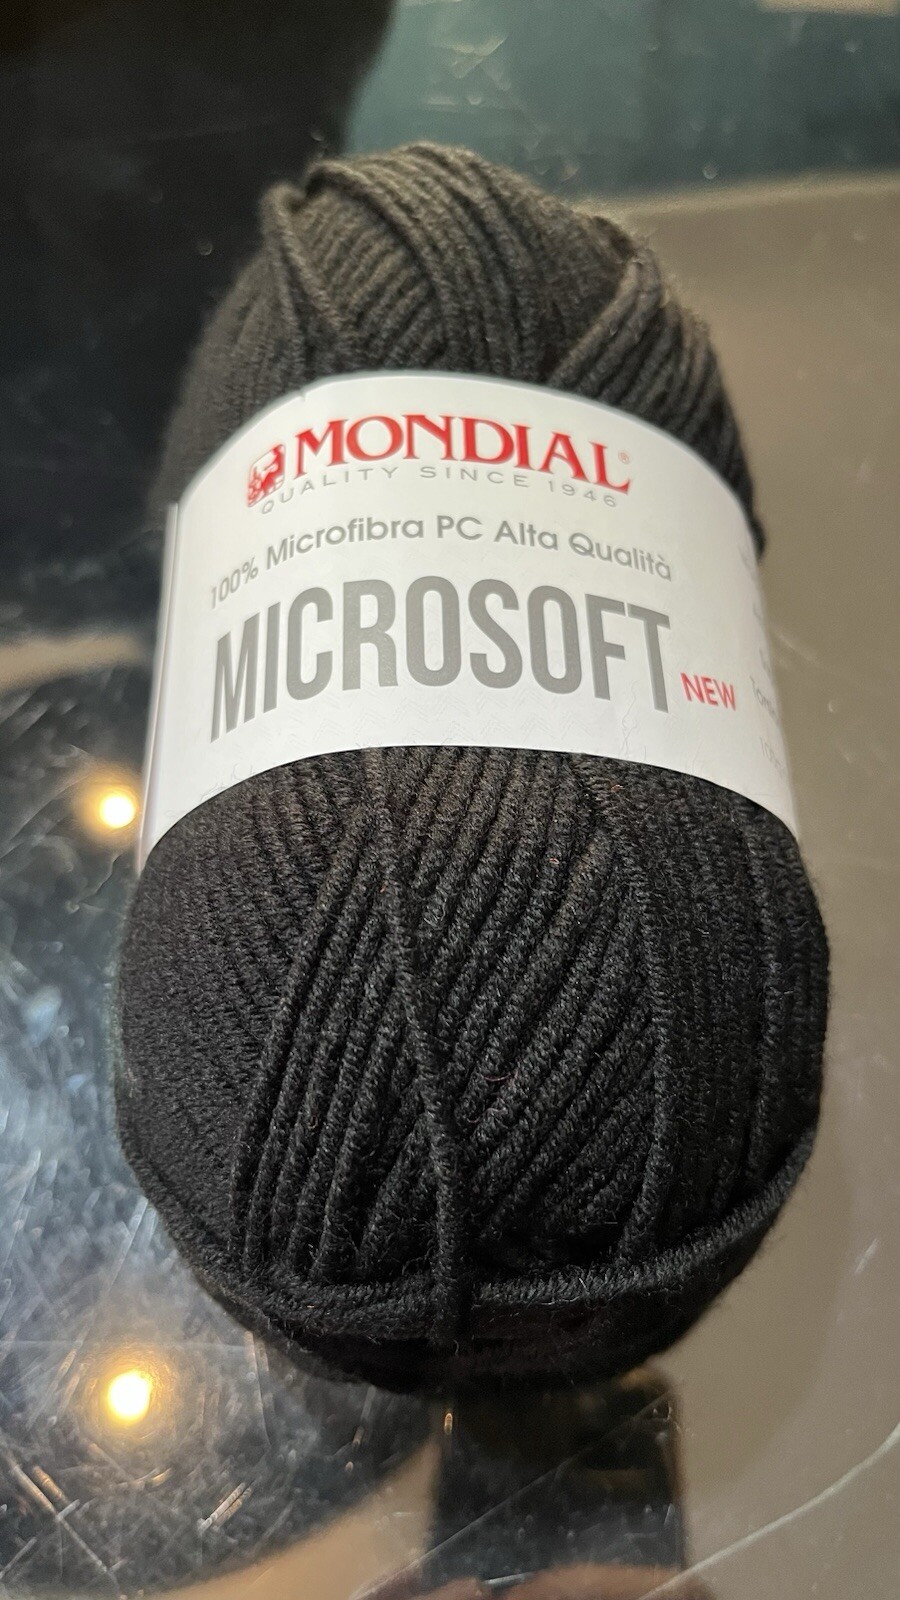 MONDIAL®
QUALITY SINCE 1946
100% Microfibra PC Alta Qualità
MICROSOFT NEW